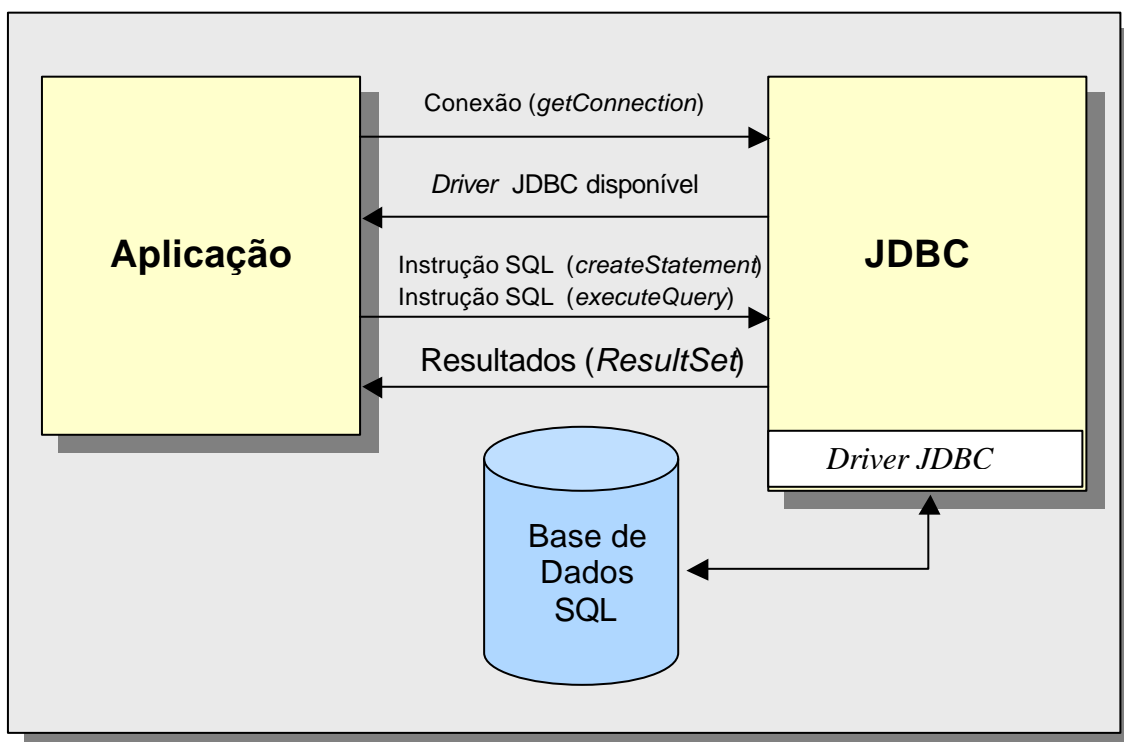 Conexão (getConnection)
Driver JDBC disponível
Aplicação
JDBC
Instrução SQL (createStatement)
Instrução SQL (executeQuery)
Resultados (ResultSet)
Driver JDBC
Base de
Dados
SQL